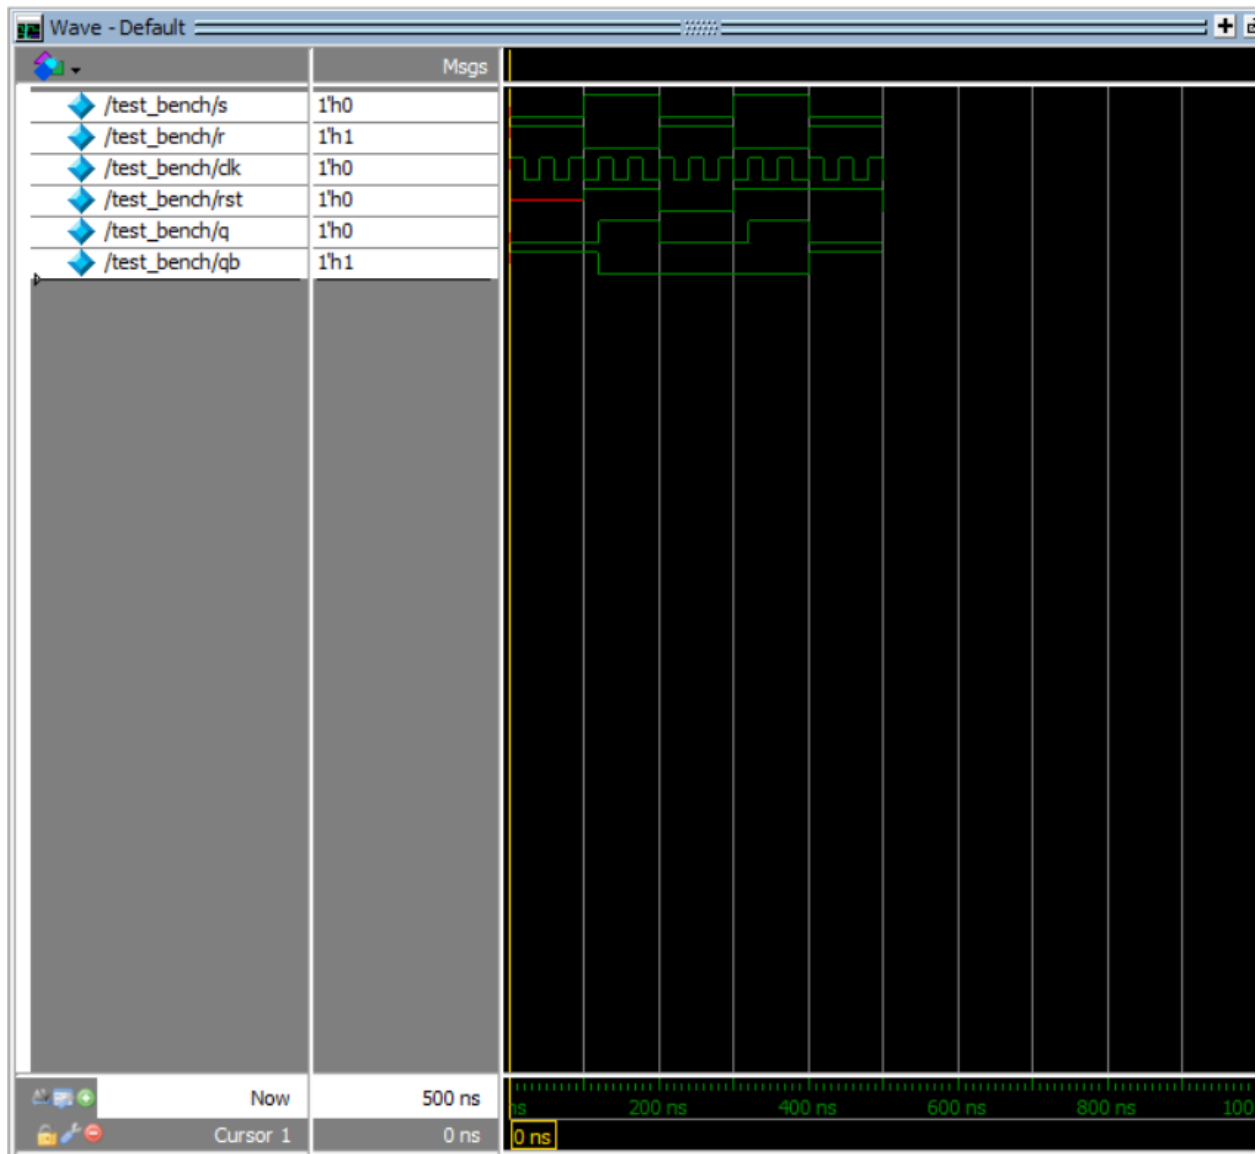 Wave - Default
Msgs
/test_bench/s 1'h0
/test_bench/r 1'h1
/test_bench/clk 1'h0
/test_bench/rst 1'h0
/test_bench/q 1'h0
/test_bench/qb 1'h1
Now 500 ns
ns 200 ns 400 ns 600 ns 800 ns 100
Cursor 1 0 ns 0 ns